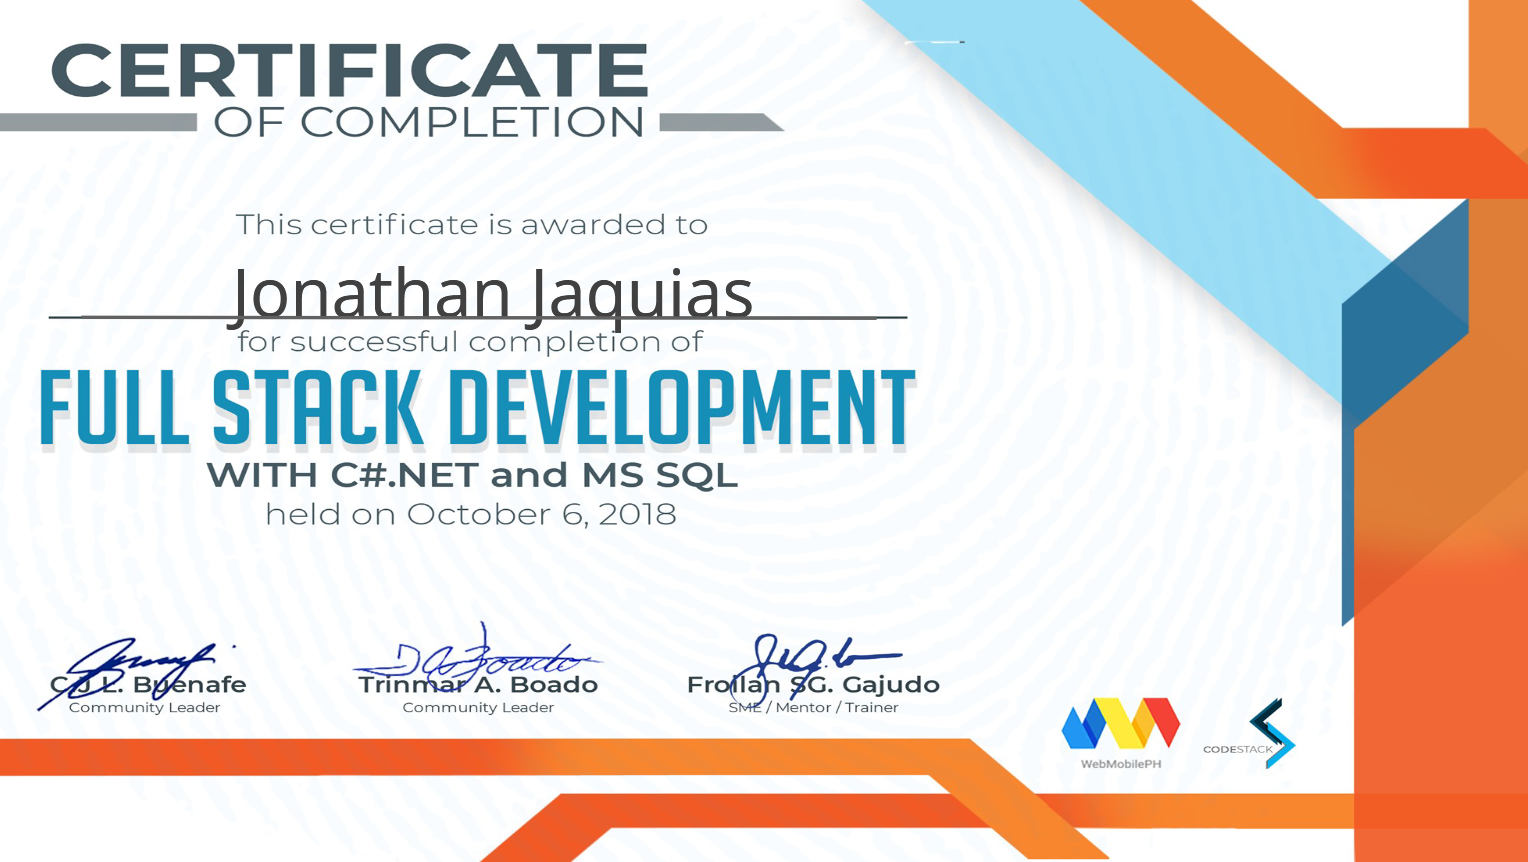 CERTIFICATE
OF COMPLETION
This certificate is awarded to
Jonathan Jaquias
for successful completion of
FULL STACK DEVELOPMENT
WITH C#.NET and MS SQL
held on October 6, 2018
CJ L. Buenafe
Community Leader
Trinmar A. Boado
Community Leader
Froilan SG. Gajudo
SME / Mentor / Trainer
WebMobilePH
CODESTACK